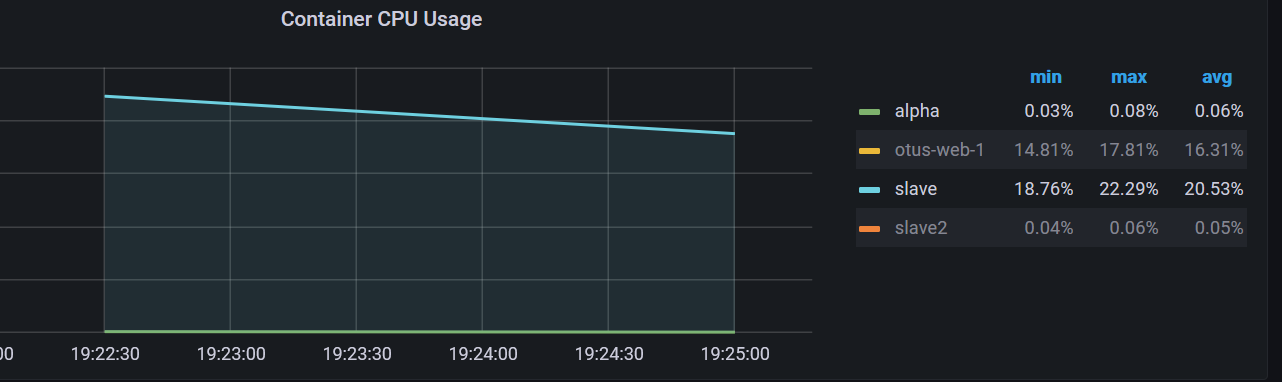 Container CPU Usage
min max avg
alpha 0.03% 0.08% 0.06%
otus-web-1 14.81% 17.81% 16.31%
slave 18.76% 22.29% 20.53%
slave2 0.04% 0.06% 0.05%
00 19:22:30 19:23:00 19:23:30 19:24:00 19:24:30 19:25:00